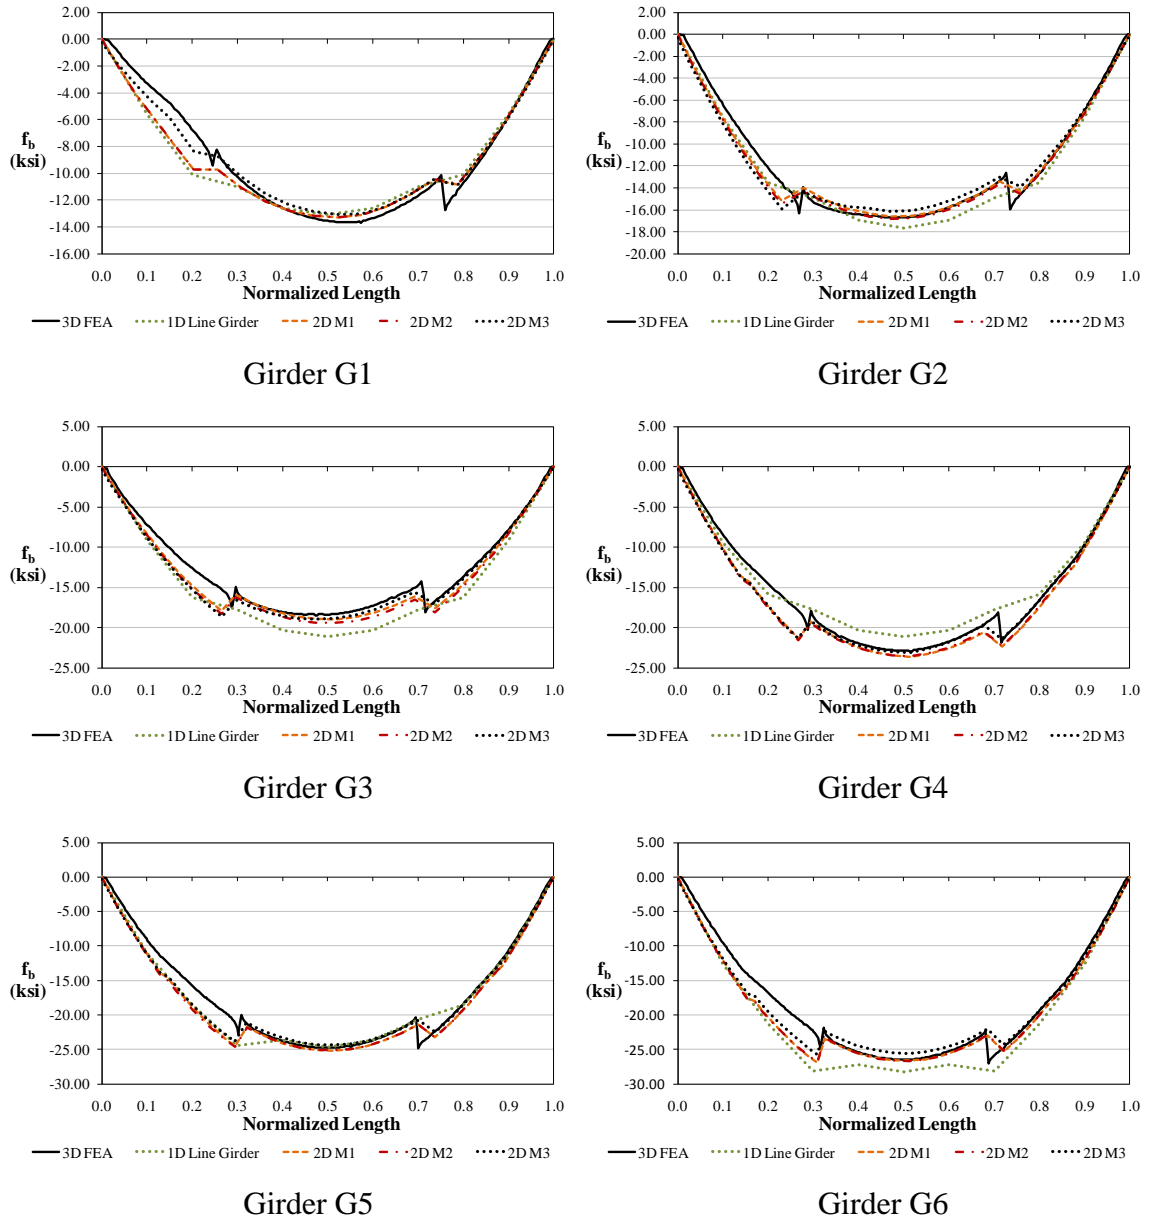 2.00
0.00
-2.00
-4.00
-6.00
-8.00
-10.00
-12.00
-14.00
-16.00
f_b
(ksi)
0.0 0.1 0.2 0.3 0.4 0.5 0.6 0.7 0.8 0.9 1.0
Normalized Length
3D FEA 1D Line Girder 2D M1 2D M2 2D M3
Girder G1
2.00
0.00
-2.00
-4.00
-6.00
-8.00
-10.00
-12.00
-14.00
-16.00
-18.00
-20.00
f_b
(ksi)
0.0 0.1 0.2 0.3 0.4 0.5 0.6 0.7 0.8 0.9 1.0
Normalized Length
3D FEA 1D Line Girder 2D M1 2D M2 2D M3
Girder G2
5.00
0.00
-5.00
-10.00
-15.00
-20.00
-25.00
f_b
(ksi)
0.0 0.1 0.2 0.3 0.4 0.5 0.6 0.7 0.8 0.9 1.0
Normalized Length
3D FEA 1D Line Girder 2D M1 2D M2 2D M3
Girder G3
5.00
0.00
-5.00
-10.00
-15.00
-20.00
-25.00
f_b
(ksi)
0.0 0.1 0.2 0.3 0.4 0.5 0.6 0.7 0.8 0.9 1.0
Normalized Length
3D FEA 1D Line Girder 2D M1 2D M2 2D M3
Girder G4
5.00
0.00
-5.00
-10.00
-15.00
-20.00
-25.00
-30.00
f_b
(ksi)
0.0 0.1 0.2 0.3 0.4 0.5 0.6 0.7 0.8 0.9 1.0
Normalized Length
3D FEA 1D Line Girder 2D M1 2D M2 2D M3
Girder G5
5.00
0.00
-5.00
-10.00
-15.00
-20.00
-25.00
-30.00
f_b
(ksi)
0.0 0.1 0.2 0.3 0.4 0.5 0.6 0.7 0.8 0.9 1.0
Normalized Length
3D FEA 1D Line Girder 2D M1 2D M2 2D M3
Girder G6